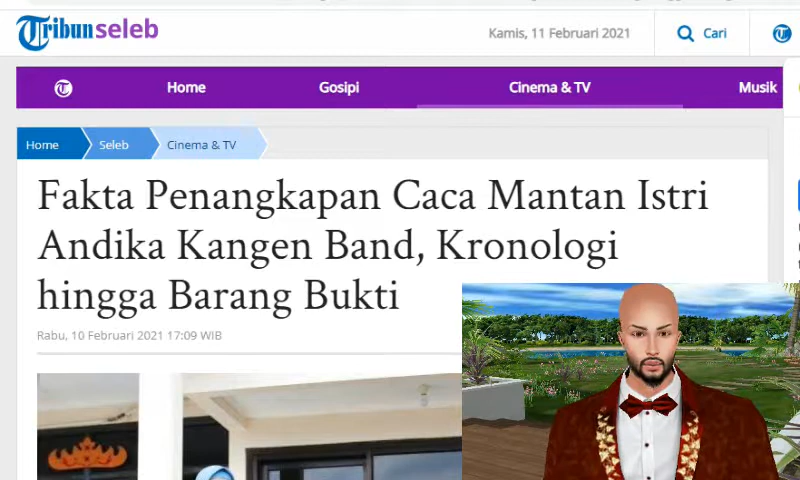 Tribunseleb
Kamis, 11 Februari 2021
Cari
Home
Gosipi
Cinema & TV
Musik
Home
Seleb
Cinema & TV
Fakta Penangkapan Caca Mantan Istri
Andika Kangen Band, Kronologi
hingga Barang Bukti
Rabu, 10 Februari 2021 17:09 WIB